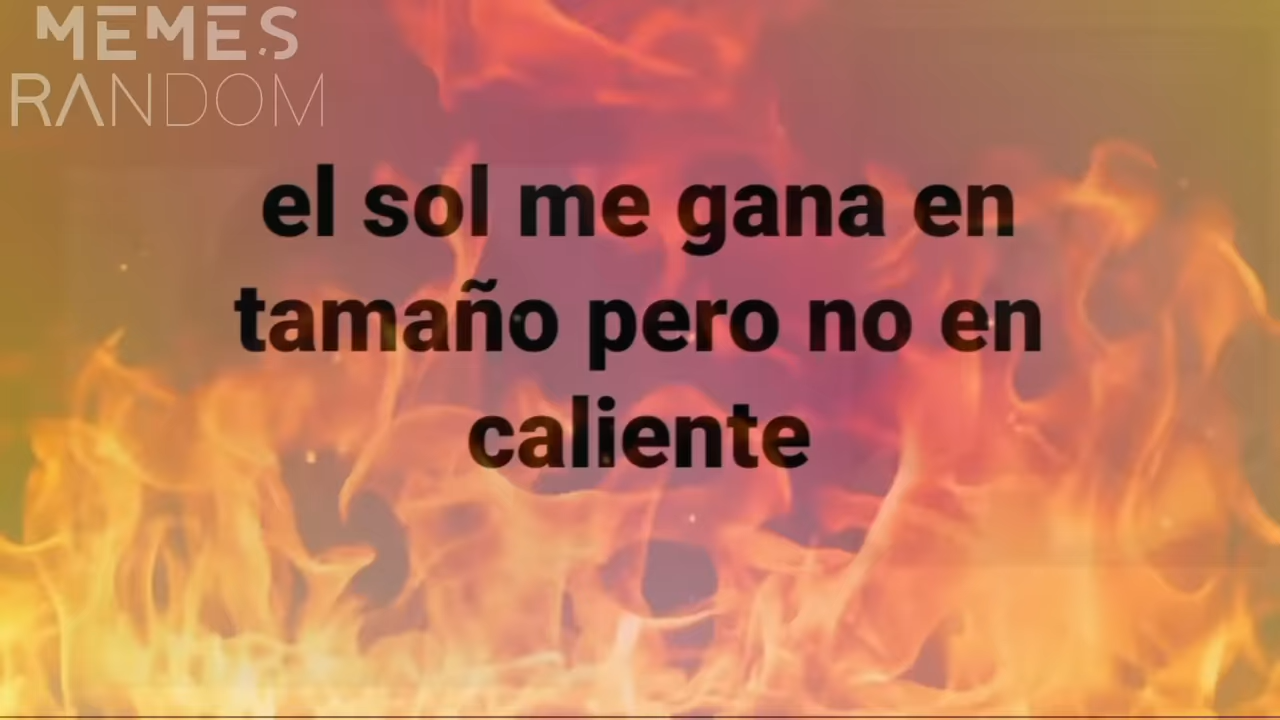 MEMES
RANDOM
el sol me gana en
tamaño pero no en
caliente